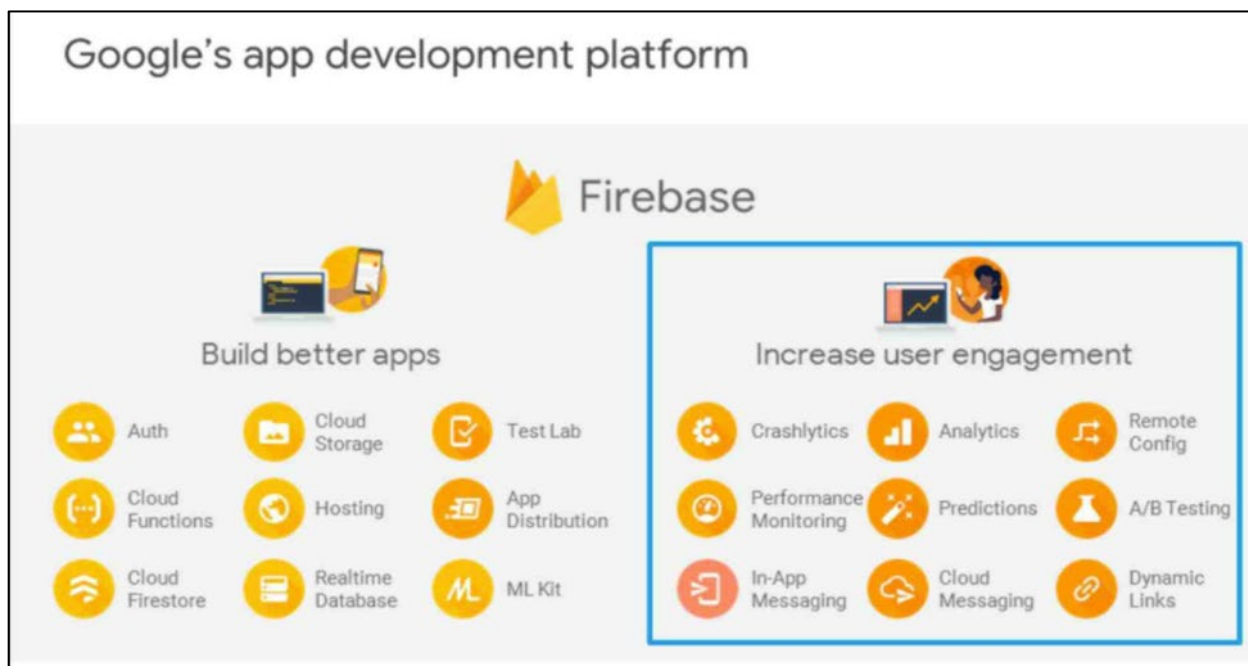 Google's app development platform
Firebase
Build better apps
Auth
Cloud
Storage
Test Lab
Cloud
Functions
Hosting
App
Distribution
Cloud
Firestore
Realtime
Database
ML Kit
Increase user engagement
Crashlytics
Analytics
Remote
Config
Performance
Monitoring
Predictions
A/B Testing
In-App
Messaging
Cloud
Messaging
Dynamic
Links